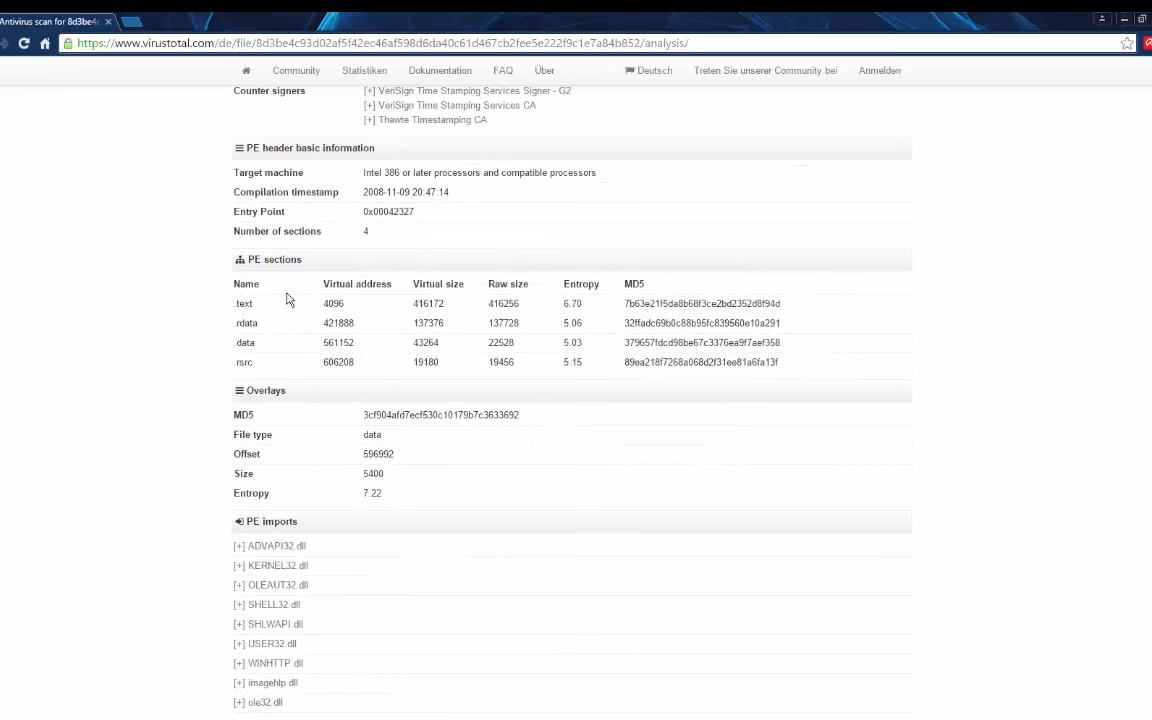 Antivirus scan for 8d3be4c
https://www.virustotal.com/de/file/8d3be4c93d02af5f42ec46af598d6da40c61d467cb2fee5e222f9c1e7a84b852/analysis/
Community Statistiken Dokumentation FAQ Über Deutsch Treten Sie unserer Community bei Anmelden
Counter signers [+] VeriSign Time Stamping Services Signer - G2
[+] VeriSign Time Stamping Services CA
[+] Thawte Timestamping CA
PE header basic information
Target machine Intel 386 or later processors and compatible processors
Compilation timestamp 2008-11-09 20:47:14
Entry Point 0x00042327
Number of sections 4
PE sections
Name Virtual address Virtual size Raw size Entropy MD5
.text 4096 416172 416256 6.70 7b63e21f5da8b68f3ce2bd2352d8f94d
.rdata 421888 137376 137728 5.06 32ffadc69b0c88b95fc839560e10a291
.data 561152 43264 22528 5.03 379657fdcd98be67c3376ea9f7aef358
.rsrc 606208 19180 19456 5.15 89ea218f7268a068d2f31ee81a6fa13f
Overlays
MD5 3cf904afd7ecf530c10179b7c3633692
File type data
Offset 596992
Size 5400
Entropy 7.22
PE imports
[+] ADVAPI32.dll
[+] KERNEL32.dll
[+] OLEAUT32.dll
[+] SHELL32.dll
[+] SHLWAPI.dll
[+] USER32.dll
[+] WINHTTP.dll
[+] imagehlp.dll
[+] ole32.dll